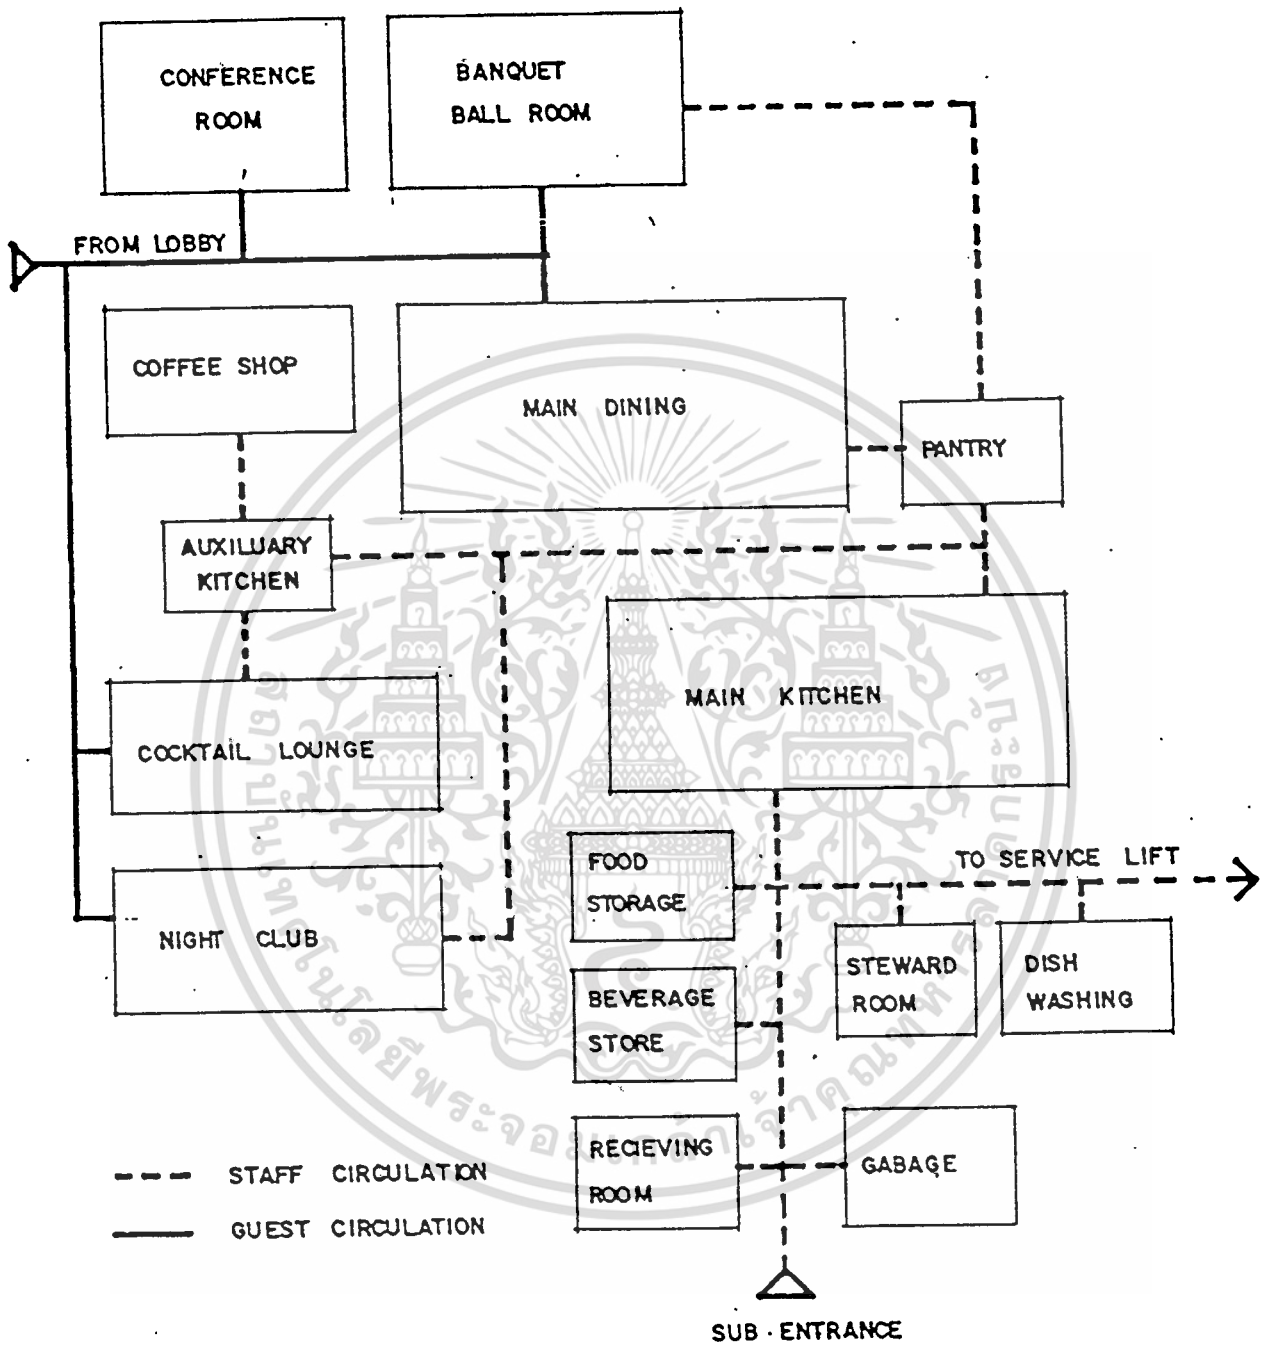 CONFERENCE
ROOM
BANQUET
BALL ROOM
FROM LOBBY
COFFEE SHOP
MAIN DINING
PANTRY
AUXILUARY
KITCHEN
MAIN KITCHEN
COCKTAIL LOUNGE
FOOD
STORAGE
TO SERVICE LIFT
NIGHT CLUB
STEWARD
ROOM
DISH
WASHING
BEVERAGE
STORE
RECIEVING
ROOM
GABAGE
STAFF CIRCULATION
GUEST CIRCULATION
SUB · ENTRANCE